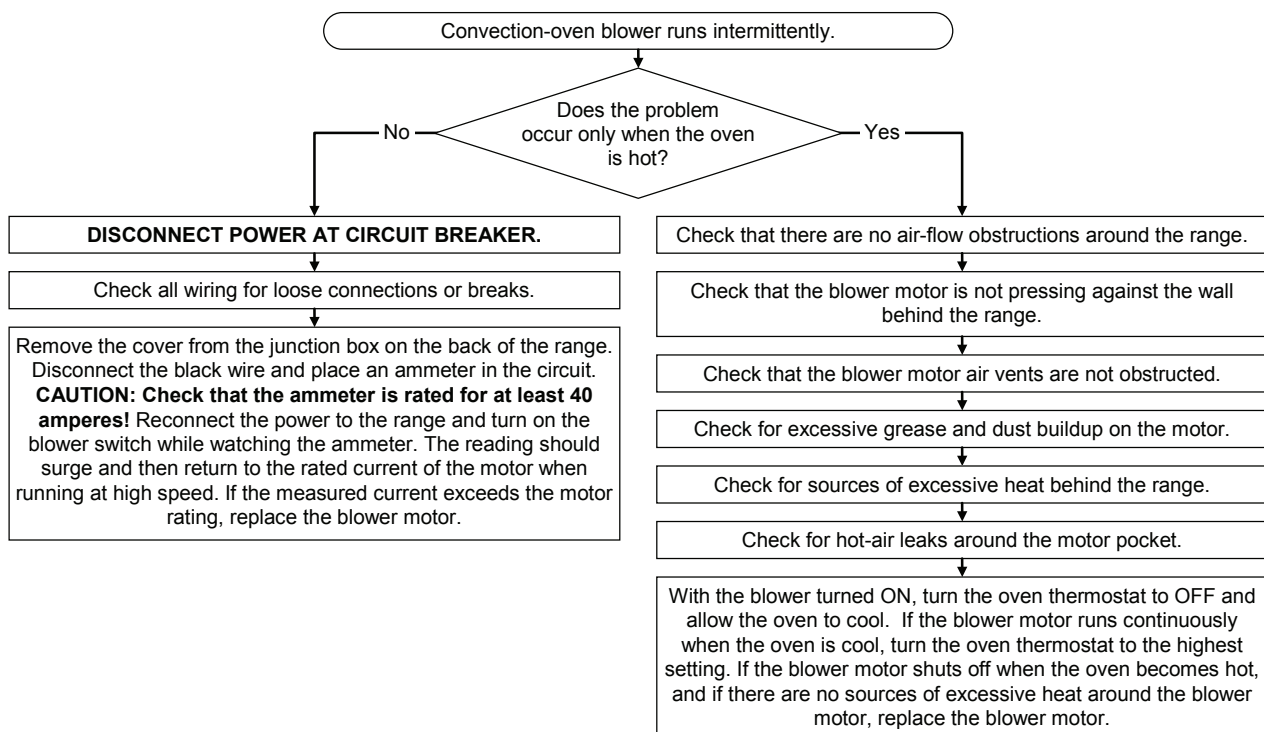 Convection-oven blower runs intermittently.
Does the problem
occur only when the oven
is hot?
No
Yes
DISCONNECT POWER AT CIRCUIT BREAKER.
Check all wiring for loose connections or breaks.
Remove the cover from the junction box on the back of the range.
Disconnect the black wire and place an ammeter in the circuit.
CAUTION: Check that the ammeter is rated for at least 40
amperes! Reconnect the power to the range and turn on the
blower switch while watching the ammeter. The reading should
surge and then return to the rated current of the motor when
running at high speed. If the measured current exceeds the motor
rating, replace the blower motor.
Check that there are no air-flow obstructions around the range.
Check that the blower motor is not pressing against the wall
behind the range.
Check that the blower motor air vents are not obstructed.
Check for excessive grease and dust buildup on the motor.
Check for sources of excessive heat behind the range.
Check for hot-air leaks around the motor pocket.
With the blower turned ON, turn the oven thermostat to OFF and
allow the oven to cool.  If the blower motor runs continuously
when the oven is cool, turn the oven thermostat to the highest
setting. If the blower motor shuts off when the oven becomes hot,
and if there are no sources of excessive heat around the blower
motor, replace the blower motor.